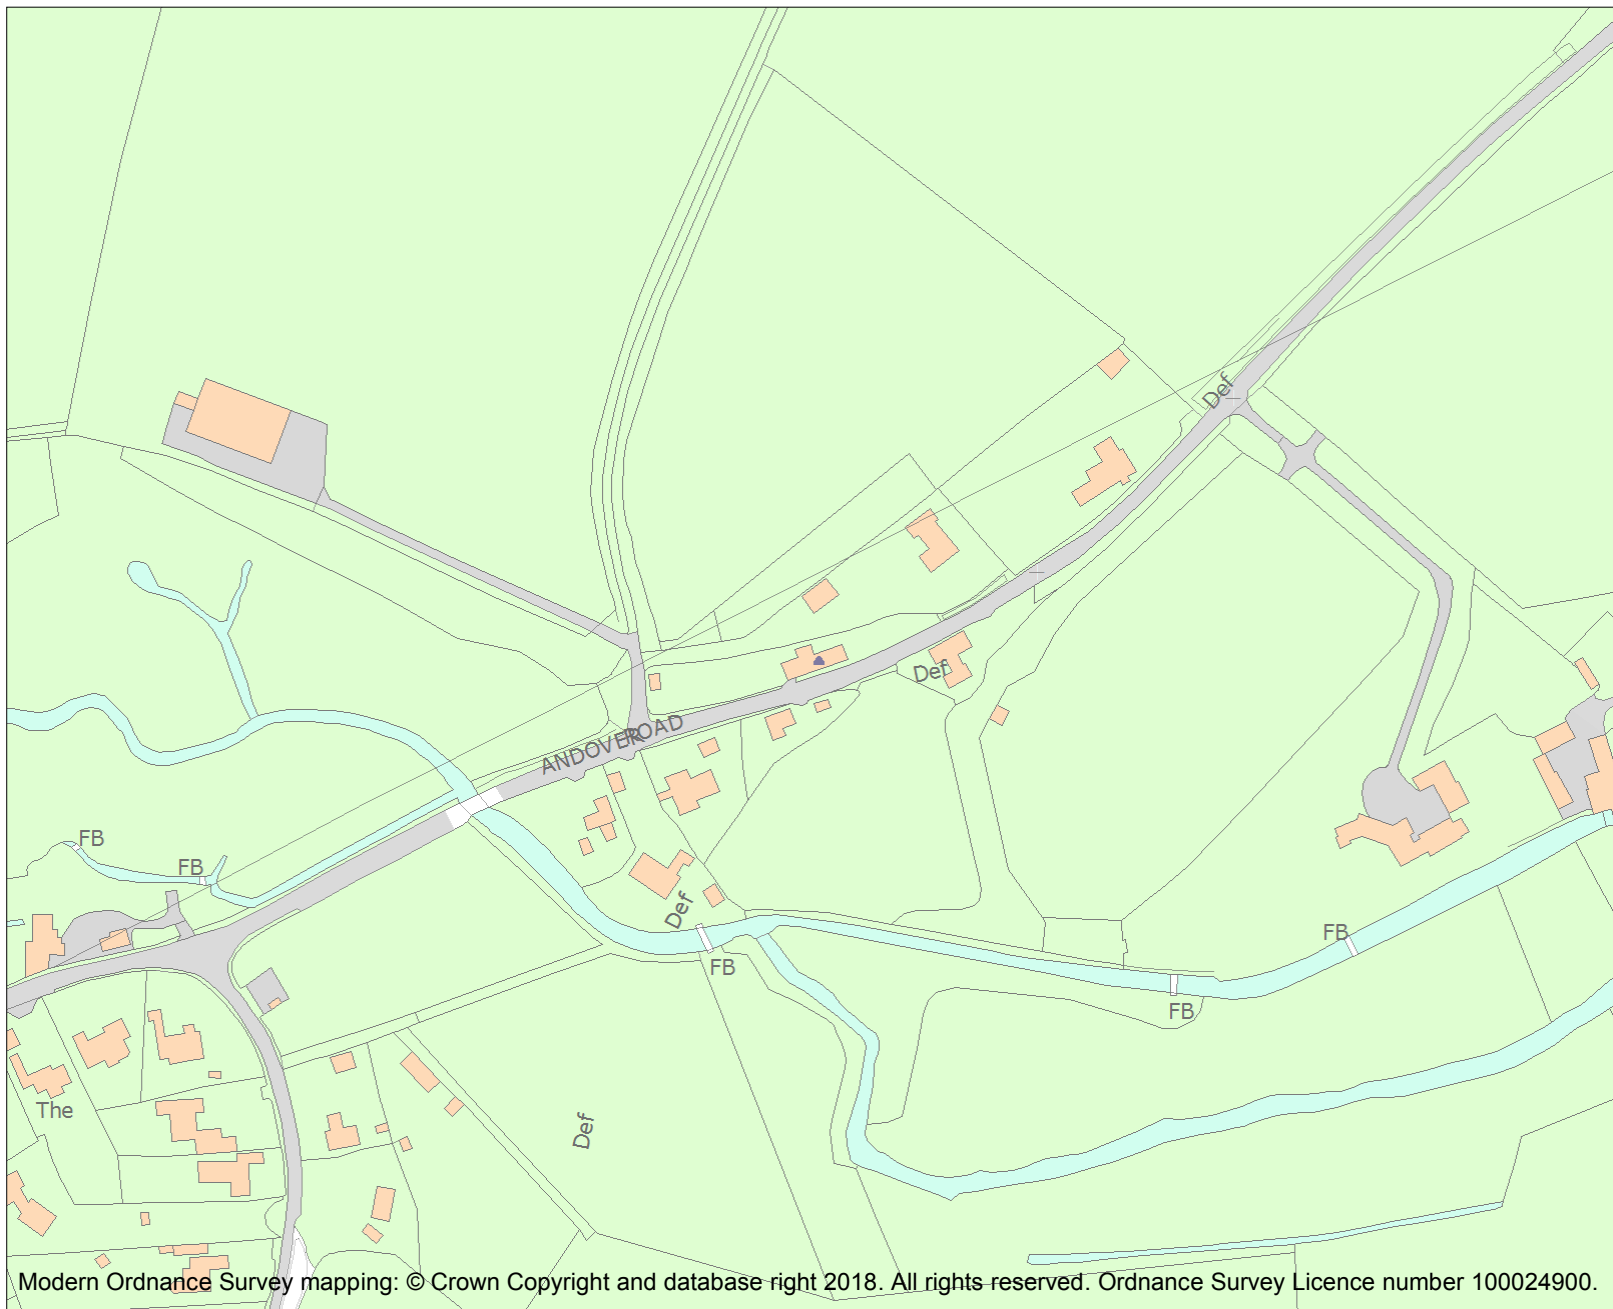 Def
Def
ANDOVER ROAD
FB
FB
Def
FB
FB
FB
The
Def
Modern Ordnance Survey mapping: © Crown Copyright and database right 2018. All rights reserved. Ordnance Survey Licence number 100024900.